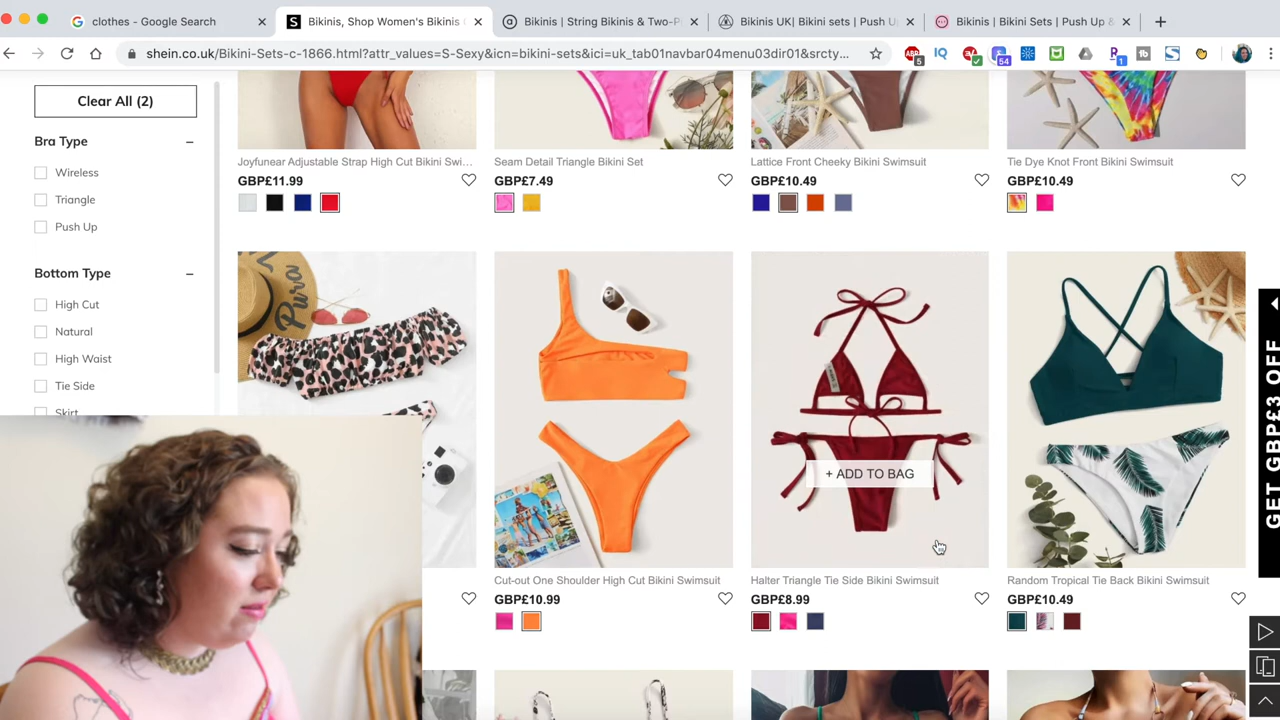 clothes - Google Search
Bikinis, Shop Women's Bikinis
Bikinis | String Bikinis & Two-P
Bikinis UK| Bikini sets | Push U
Bikinis | Bikini Sets | Push Up &
shein.co.uk/Bikini-Sets-c-1866.html?attr_values=S-Sexy&icn=bikini-sets&ici=uk_tab01navbar04menu03dir01&srcty...
Clear All (2)
Bra Type
Wireless
Triangle
Push Up
Bottom Type
High Cut
Natural
High Waist
Tie Side
Skirt
Joyfunear Adjustable Strap High Cut Bikini Swi...
GBP£11.99
Seam Detail Triangle Bikini Set
GBP£7.49
Lattice Front Cheeky Bikini Swimsuit
GBP£10.49
Tie Dye Knot Front Bikini Swimsuit
GBP£10.49
+ ADD TO BAG
Cut-out One Shoulder High Cut Bikini Swimsuit
GBP£10.99
Halter Triangle Tie Side Bikini Swimsuit
GBP£8.99
Random Tropical Tie Back Bikini Swimsuit
GBP£10.49
GET GBP£3 OFF